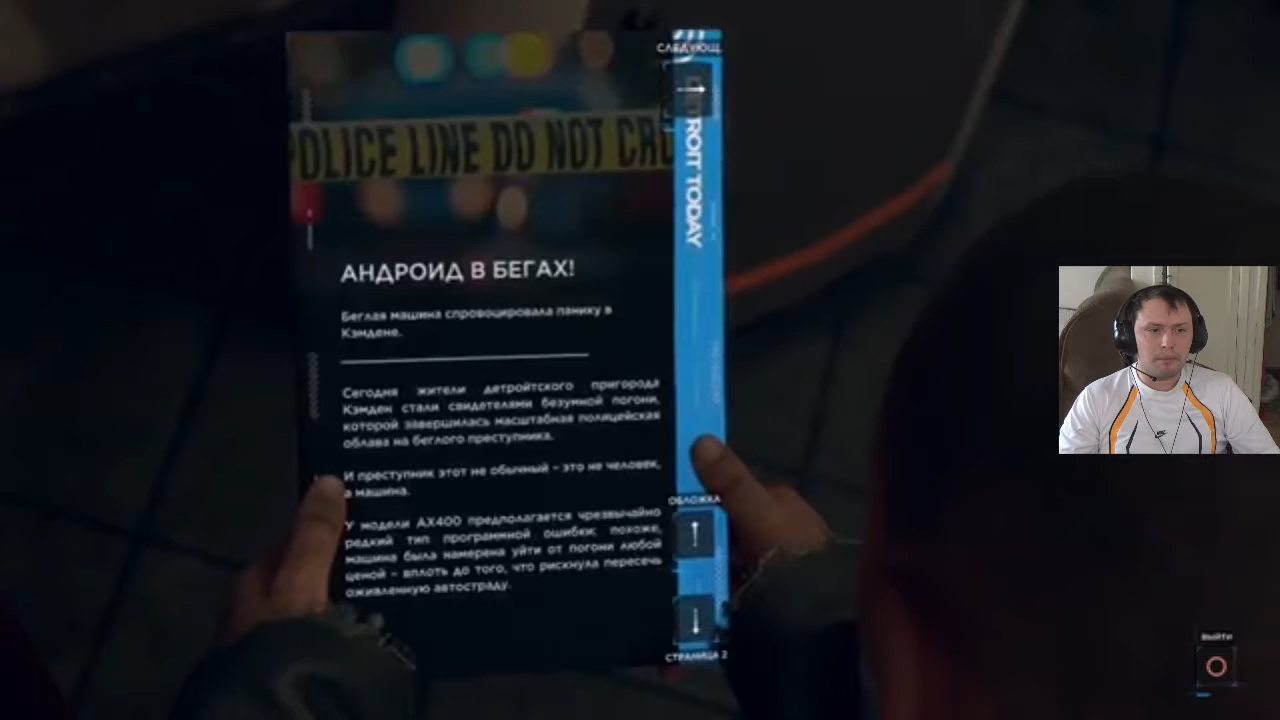 СЛЕДУЮЩ
POLICE LINE DO NOT CRO
ROIT TODAY
АНДРОИД В БЕГАХ!
Беглая машина спровоцировала панику в
Кэмдене.
Сегодня жители детройтского пригорода
Кэмден стали свидетелями безумной погони,
которой завершилась масштабная полицейская
облава на беглого преступника.
И преступник этот не обычный – это не человек,
а машина.
У модели AX400 предполагается чрезвычайно
редкий тип программной ошибки: похоже,
машина была намерена уйти от погони любой
ценой – вплоть до того, что рискнула пересечь
оживленную автостраду.
ОБЛОЖКА
СТРАНИЦА 2
ВЫЙТИ